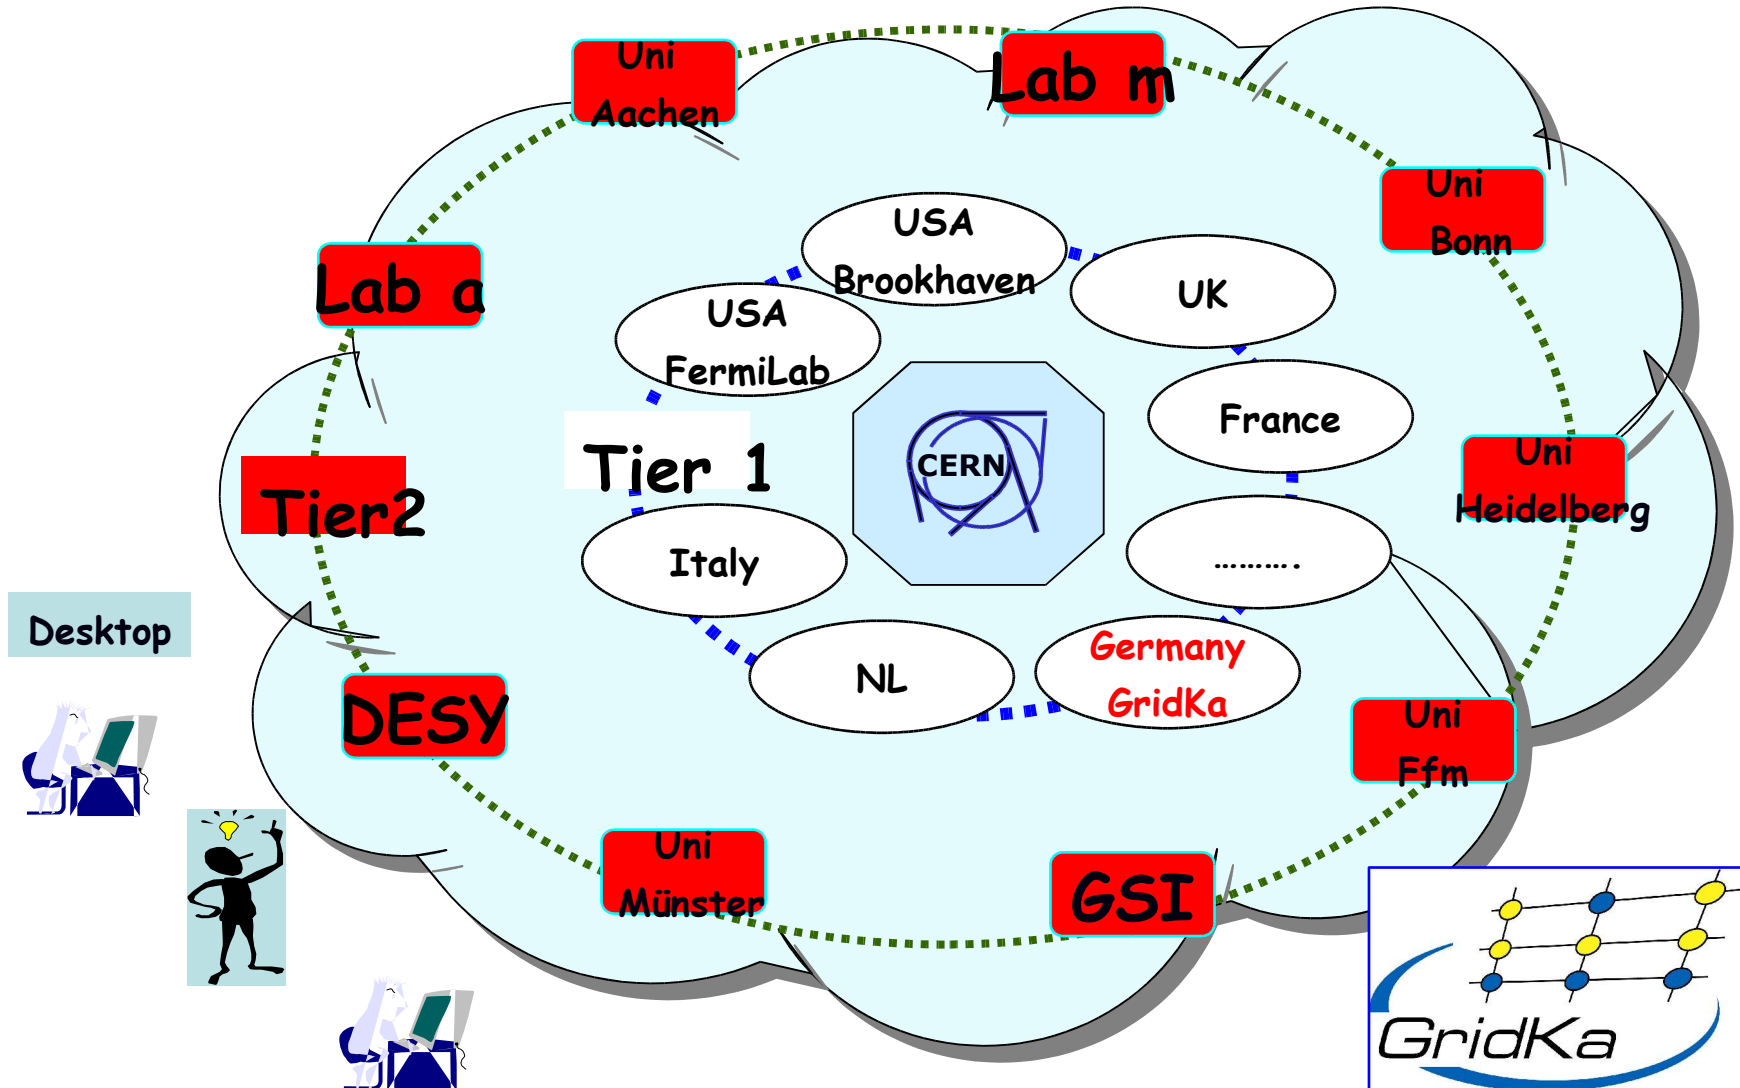 Uni
Aachen
Lab m
Uni
Bonn
USA
Brookhaven
UK
Lab a
USA
FermiLab
France
Tier 1
CERN
Uni
Heidelberg
Tier2
Italy
……….
Desktop
NL
Germany
GridKa
DESY
Uni
Ffm
Uni
Münster
GSI
GridKa